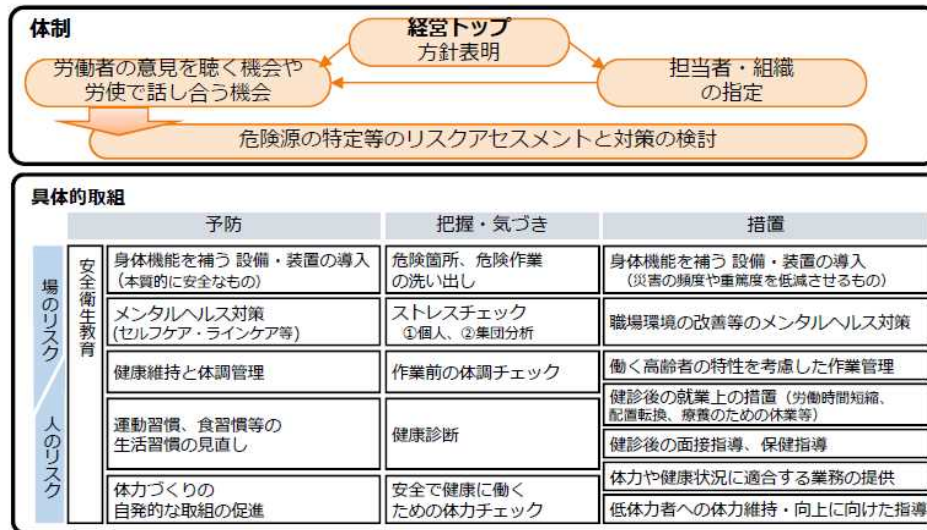 体制
経営トップ
方針表明
労働者の意見を聴く機会や
労使で話し合う機会
担当者・組織
の指定
危険源の特定等のリスクアセスメントと対策の検討
具体的取組
予防
把握・気づき
措置
場のリスク
人のリスク
安全衛生教育
身体機能を補う 設備・装置の導入
(本質的に安全なもの)
危険箇所、危険作業
の洗い出し
身体機能を補う 設備・装置の導入
(災害の頻度や重篤度を低減させるもの)
メンタルヘルス対策
(セルフケア・ラインケア等)
ストレスチェック
①個人、②集団分析
職場環境の改善等のメンタルヘルス対策
健康維持と体調管理
作業前の体調チェック
働く高齢者の特性を考慮した作業管理
運動習慣、食習慣等の
生活習慣の見直し
健康診断
健診後の就業上の措置(労働時間短縮、
配置転換、療養のための休業等)
健診後の面接指導、保健指導
体力づくりの
自発的な取組の促進
安全で健康に働く
ための体力チェック
体力や健康状況に適合する業務の提供
低体力者への体力維持・向上に向けた指導